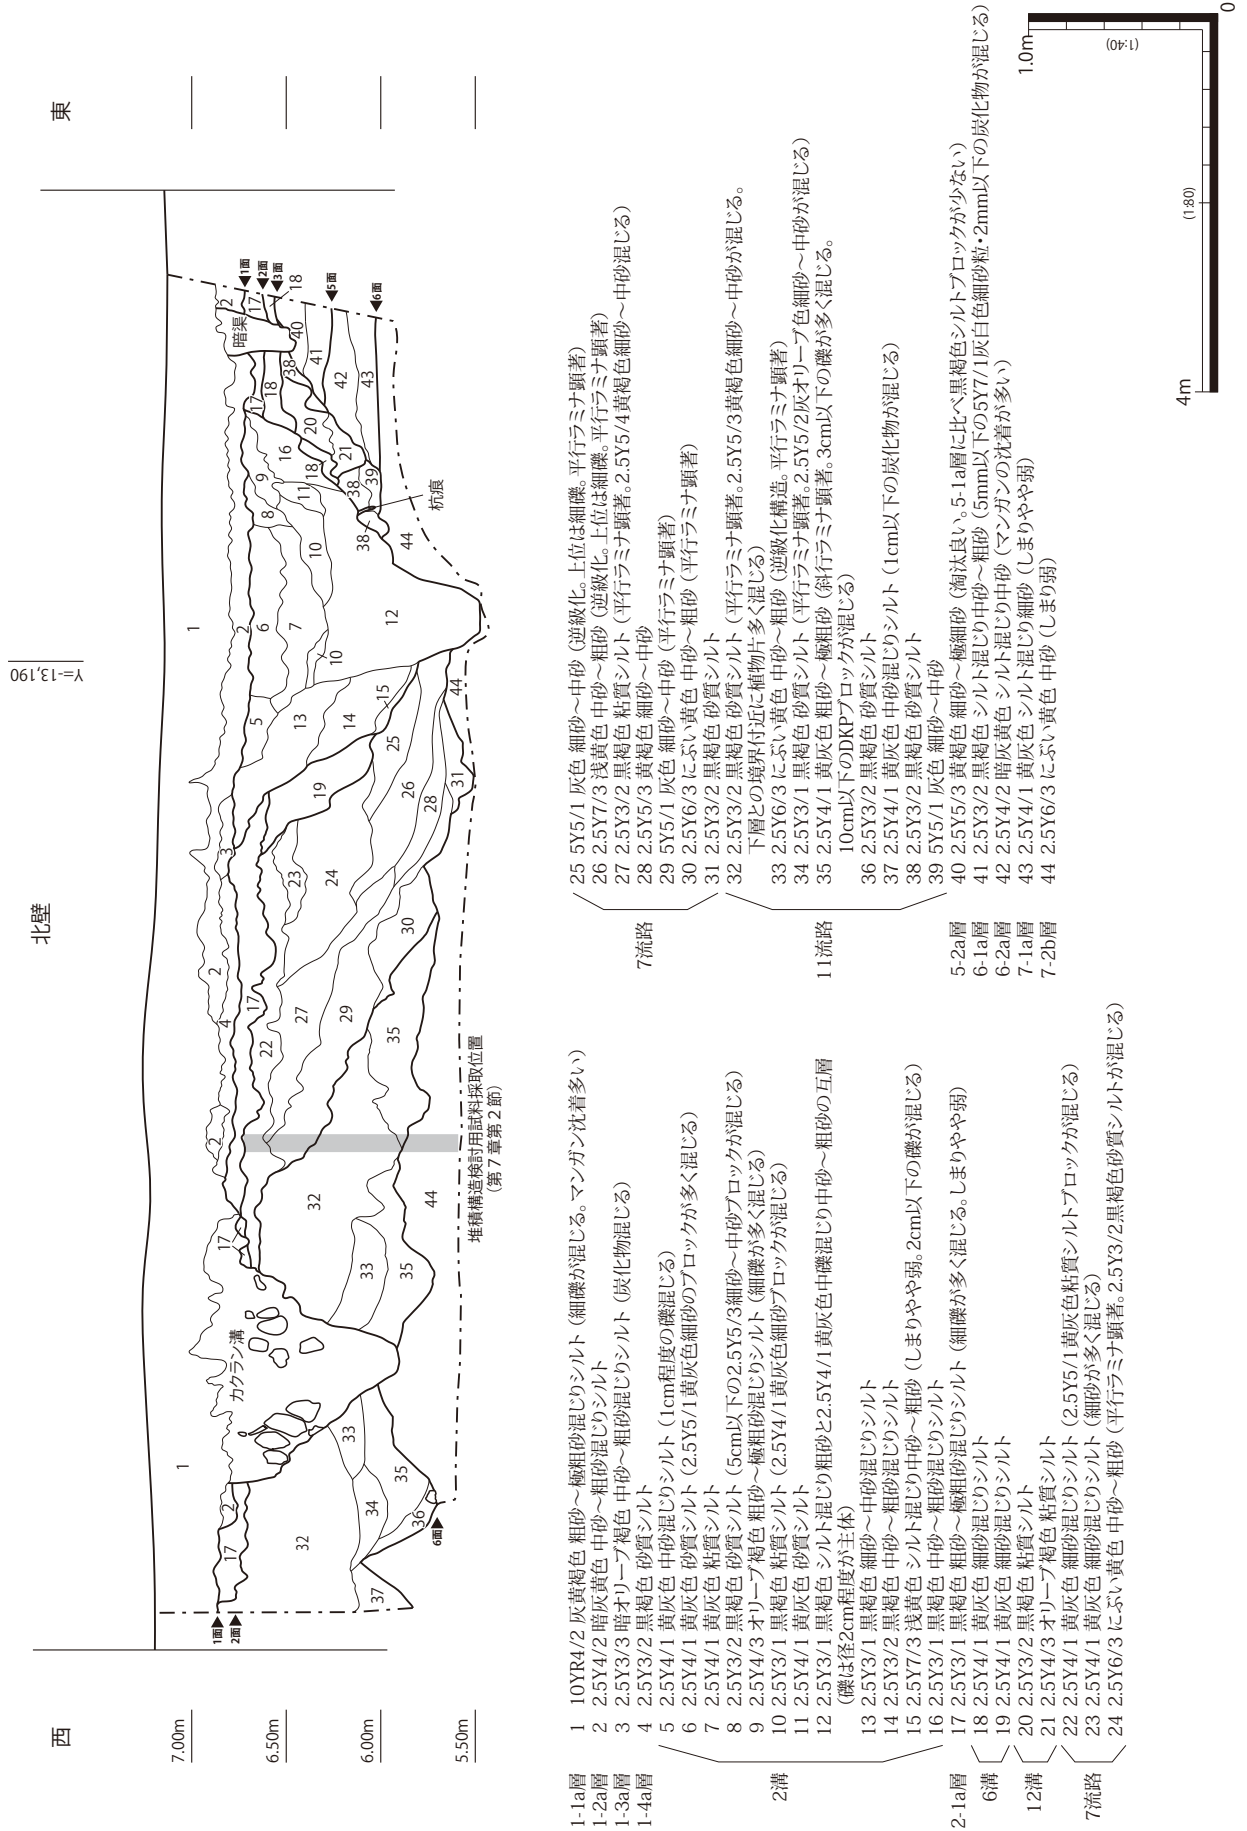 北壁
西
東
Y=-13,190
7.00m
6.50m
6.00m
5.50m
1面
2面
6面
1面
2面
3面
5面
6面
カクラン溝
暗渠
杭痕
堆積構造検討用試料採取位置
(第7章第2節)
1-1a層 1 10YR4/2 灰黄褐色 粗砂～極粗砂混じりシルト (細礫が混じる。マンガン沈着多い)
1-2a層 2 2.5Y4/2 暗灰黄色 中砂～粗砂混じりシルト
1-3a層 3 2.5Y3/3 暗オリーブ褐色 中砂～粗砂混じりシルト (炭化物混じる)
1-4a層 4 2.5Y3/2 黒褐色 砂質シルト
2溝
5 2.5Y4/1 黄灰色 中砂混じりシルト (1cm程度の礫混じる)
6 2.5Y4/1 黄灰色 砂質シルト (2.5Y5/1黄灰色細砂のブロックが多く混じる)
7 2.5Y4/1 黄灰色 粘質シルト
8 2.5Y3/2 黒褐色 砂質シルト (5cm以下の2.5Y5/3細砂～中砂ブロックが混じる)
9 2.5Y4/3 オリーブ褐色 粗砂～極粗砂混じりシルト (細礫が多く混じる)
10 2.5Y3/1 黒褐色 粘質シルト (2.5Y4/1黄灰色細砂ブロックが混じる)
11 2.5Y4/1 黄灰色 砂質シルト
12 2.5Y3/1 黒褐色 シルト混じり粗砂と2.5Y4/1黄灰色中礫混じり中砂～粗砂の互層
(礫は径2cm程度が主体)
13 2.5Y3/1 黒褐色 細砂～中砂混じりシルト
14 2.5Y3/2 黒褐色 中砂～粗砂混じりシルト
15 2.5Y7/3 浅黄色 シルト混じり中砂～粗砂 (しまりやや弱。2cm以下の礫が混じる)
16 2.5Y3/1 黒褐色 中砂～粗砂混じりシルト
2-1a層 17 2.5Y3/1 黒褐色 粗砂～極粗砂混じりシルト (細礫が多く混じる。しまりやや弱)
6溝
18 2.5Y4/1 黄灰色 細砂混じりシルト
19 2.5Y4/1 黄灰色 細砂混じりシルト
12溝
20 2.5Y3/2 黒褐色 粘質シルト
21 2.5Y4/3 オリーブ褐色 粘質シルト
7流路
22 2.5Y4/1 黄灰色 細砂混じりシルト (2.5Y5/1黄灰色粘質シルトブロックが混じる)
23 2.5Y4/1 黄灰色 細砂混じりシルト (細砂が多く混じる)
24 2.5Y6/3 にぶい黄色 中砂～粗砂 (平行ラミナ顕著。2.5Y3/2黒褐色砂質シルトが混じる)
7流路
25 5Y5/1 灰色 細砂～中砂 (逆級化。上位は細礫。平行ラミナ顕著)
26 2.5Y7/3 浅黄色 中砂～粗砂 (逆級化。上位は細礫。平行ラミナ顕著)
27 2.5Y3/2 黒褐色 粘質シルト (平行ラミナ顕著。2.5Y5/4黄褐色細砂～中砂混じる)
28 2.5Y5/3 黄褐色 細砂～中砂
29 5Y5/1 灰色 細砂～中砂 (平行ラミナ顕著)
30 2.5Y6/3 にぶい黄色 中砂～粗砂 (平行ラミナ顕著)
31 2.5Y3/2 黒褐色 砂質シルト
11流路
32 2.5Y3/2 黒褐色 砂質シルト (平行ラミナ顕著。2.5Y5/3黄褐色細砂～中砂が混じる。
下層との境界付近に植物片多く混じる)
33 2.5Y6/3 にぶい黄色 中砂～粗砂 (逆級化構造。平行ラミナ顕著)
34 2.5Y3/1 黒褐色 砂質シルト (平行ラミナ顕著。2.5Y5/2灰オリーブ色細砂～中砂が混じる)
35 2.5Y4/1 黄灰色 粗砂～極粗砂 (斜行ラミナ顕著。3cm以下の礫が多く混じる。
10cm以下のDKPブロックが混じる)
36 2.5Y3/2 黒褐色 砂質シルト
37 2.5Y4/1 黄灰色 中砂混じりシルト (1cm以下の炭化物が混じる)
38 2.5Y3/2 黒褐色 砂質シルト
39 5Y5/1 灰色 細砂～中砂
5-2a層 40 2.5Y5/3 黄褐色 細砂～極細砂 (淘汰良い。5-1a層に比べ黒褐色シルトブロックが少ない)
6-1a層 41 2.5Y3/2 黒褐色 シルト混じり中砂～粗砂 (5mm以下の5Y7/1灰白色細砂粒・2mm以下の炭化物が混じる)
6-2a層 42 2.5Y4/2 暗灰黄色 シルト混じり中砂 (マンガンの沈着が多い)
7-1a層 43 2.5Y4/1 黄灰色 シルト混じり細砂 (しまりやや弱)
7-2b層 44 2.5Y6/3 にぶい黄色 中砂 (しまり弱)
1.0m
(1:40)
0
(1:80)
4m